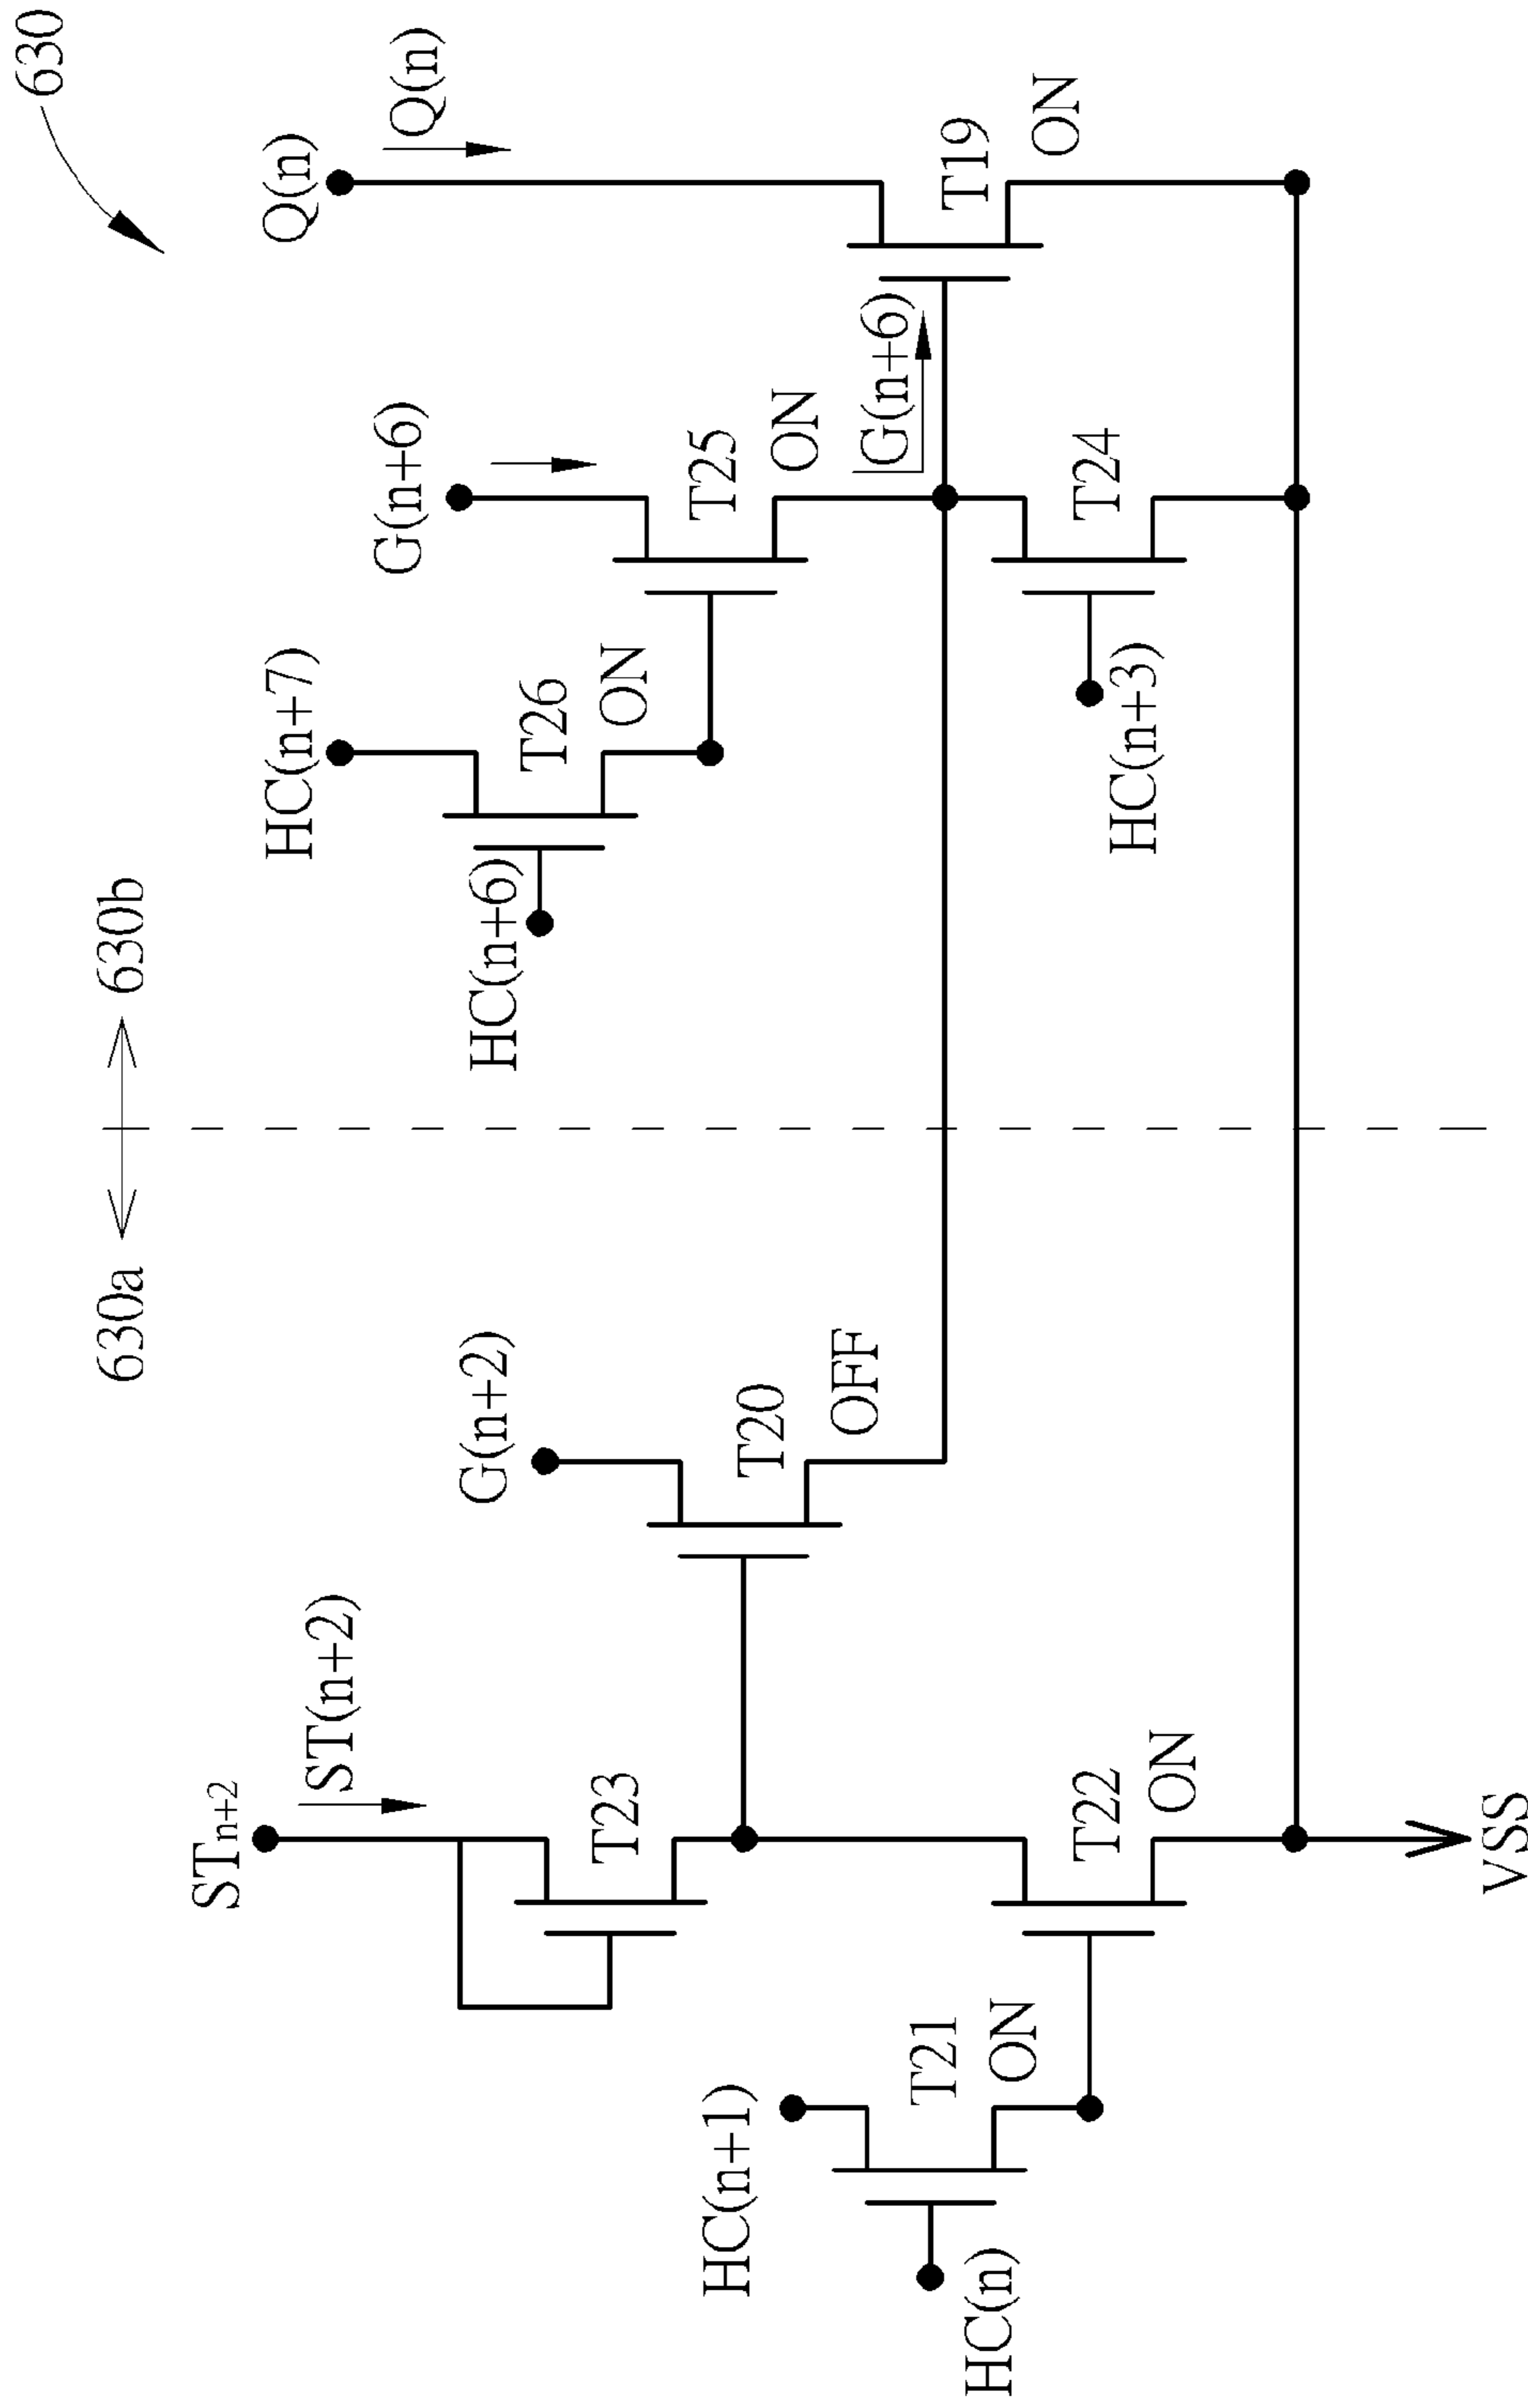 630
630a
630b
Q(n)
Q(n)
STn+2
ST(n+2)
HC(n+7)
G(n+6)
G(n+2)
HC(n+6)
T26
ON
T23
T25
ON
T20
OFF
HC(n+1)
G(n+6)
T19
ON
T21
ON
HC(n)
T22
ON
HC(n+3)
T24
VSS